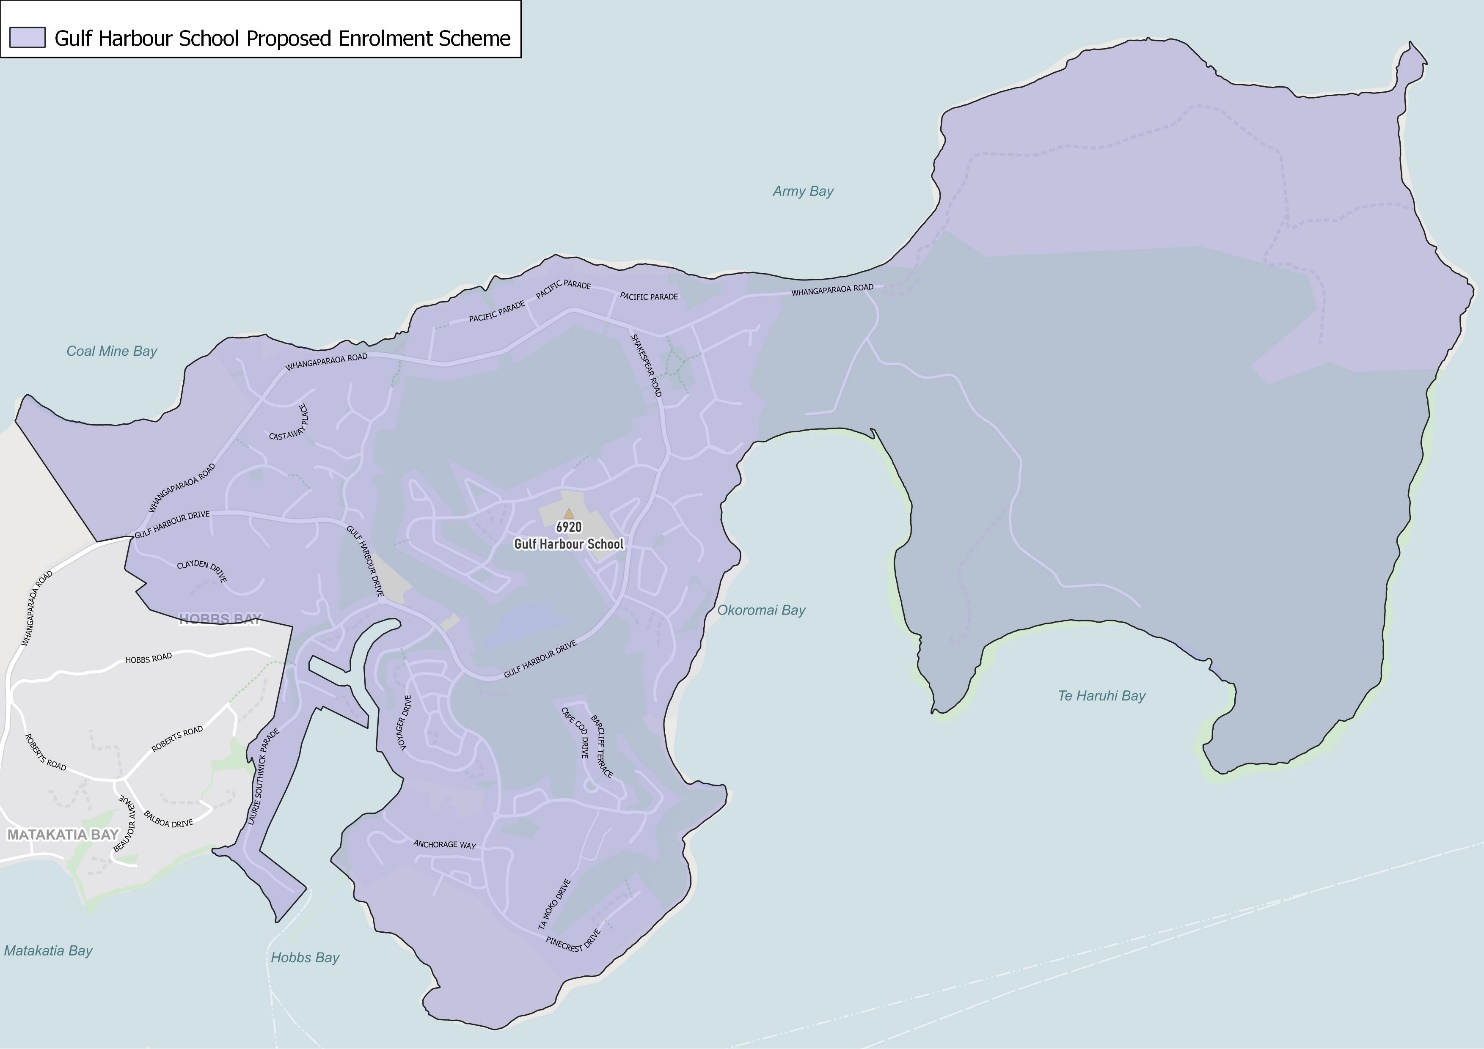 Gulf Harbour School Proposed Enrolment Scheme
Army Bay
PACIFIC PARADE
PACIFIC PARADE
PACIFIC PARADE
WHANGAPARAOA ROAD
Coal Mine Bay
WHANGAPARAOA ROAD
SHAKESPEAR ROAD
CASTAWAY PLACE
WHANGAPARAOA ROAD
GULF HARBOUR DRIVE
GULF HARBOUR DRIVE
6920
Gulf Harbour School
CLAYDEN DRIVE
WHANGAPARAOA ROAD
HOBBS BAY
Okoromai Bay
HOBBS ROAD
GULF HARBOUR DRIVE
Te Haruhi Bay
VOYAGER DRIVE
CAPE COD DRIVE
BARCLIFF TERRACE
ROBERTS ROAD
ROBERTS ROAD
LAURIE SOUTHWICK PARADE
BEAUVOIR AVENUE
BALBOA DRIVE
MATAKATIA BAY
ANCHORAGE WAY
TA MOKO DRIVE
PINECREST DRIVE
Matakatia Bay
Hobbs Bay